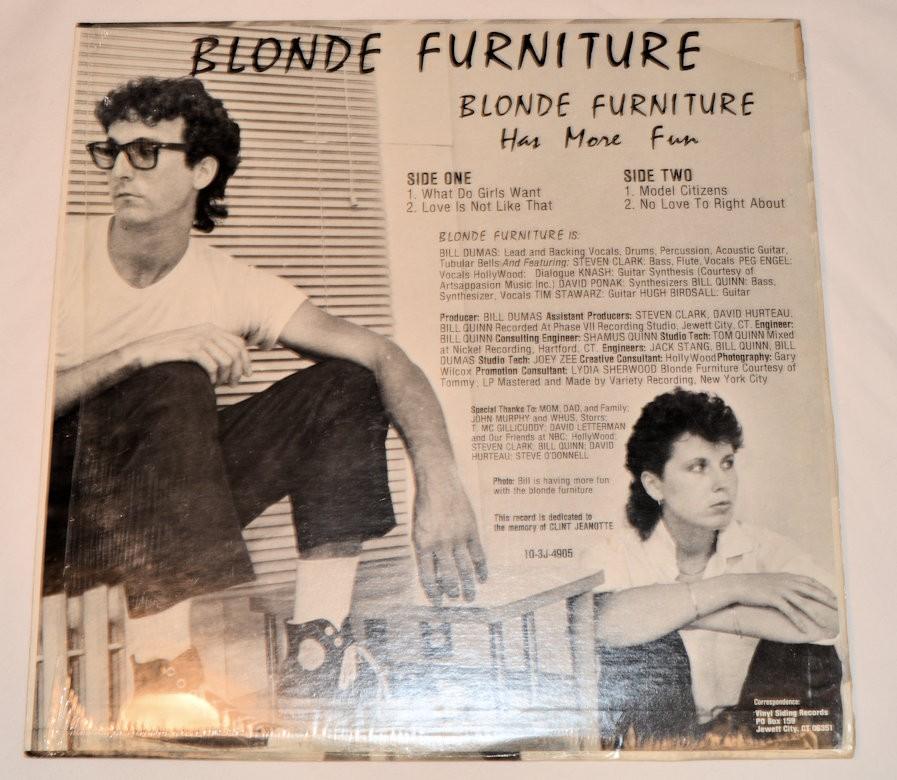 BLONDE FURNITURE
BLONDE FURNITURE
Has More Fun
SIDE ONE
1. What Do Girls Want
2. Love Is Not Like That
SIDE TWO
1. Model Citizens
2. No Love To Right About
BLONDE FURNITURE IS:
BILL DUMAS: Lead and Backing Vocals, Drums, Percussion, Acoustic Guitar,
Tubular Bells And Featuring: STEVEN CLARK: Bass, Flute, Vocals PEG ENGEL:
Vocals HollyWood: Dialogue KNASH: Guitar Synthesis (Courtesy of
Artsappasion Music Inc.) DAVID PONAK: Synthesizers BILL QUINN: Bass,
Synthesizer, Vocals TIM STAWARZ: Guitar HUGH BIRDSALL: Guitar
Producer: BILL DUMAS Assistant Producers: STEVEN CLARK, DAVID HURTEAU,
BILL QUINN Recorded At Phase VII Recording Studio, Jewett City, CT. Engineer:
BILL QUINN Consulting Engineer: SHAMUS QUINN Studio Tech: TOM QUINN Mixed
at Nickel Recording, Hartford, CT. Engineers: JACK STANG, BILL QUINN, BILL
DUMAS Studio Tech: JOEY ZEE Creative Consultant: HollyWood Photography: Gary
Wilcox Promotion Consultant: LYDIA SHERWOOD Blonde Furniture Courtesy of
Tommy; LP Mastered and Made by Variety Recording, New York City
Special Thanks To: MOM, DAD, and Family;
JOHN MURPHY and WHUS, Storrs;
T. MC GILLICUDDY; DAVID LETTERMAN
and Our Friends at NBC; HollyWood;
STEVEN CLARK; BILL QUINN; DAVID
HURTEAU; STEVE O'DONNELL
Photo: Bill is having more fun
with the blonde furniture
This record is dedicated to
the memory of CLINT JEANOTTE
10-3J-4905
Correspondence:
Vinyl Siding Records
PO Box 159
Jewett City, CT 06351